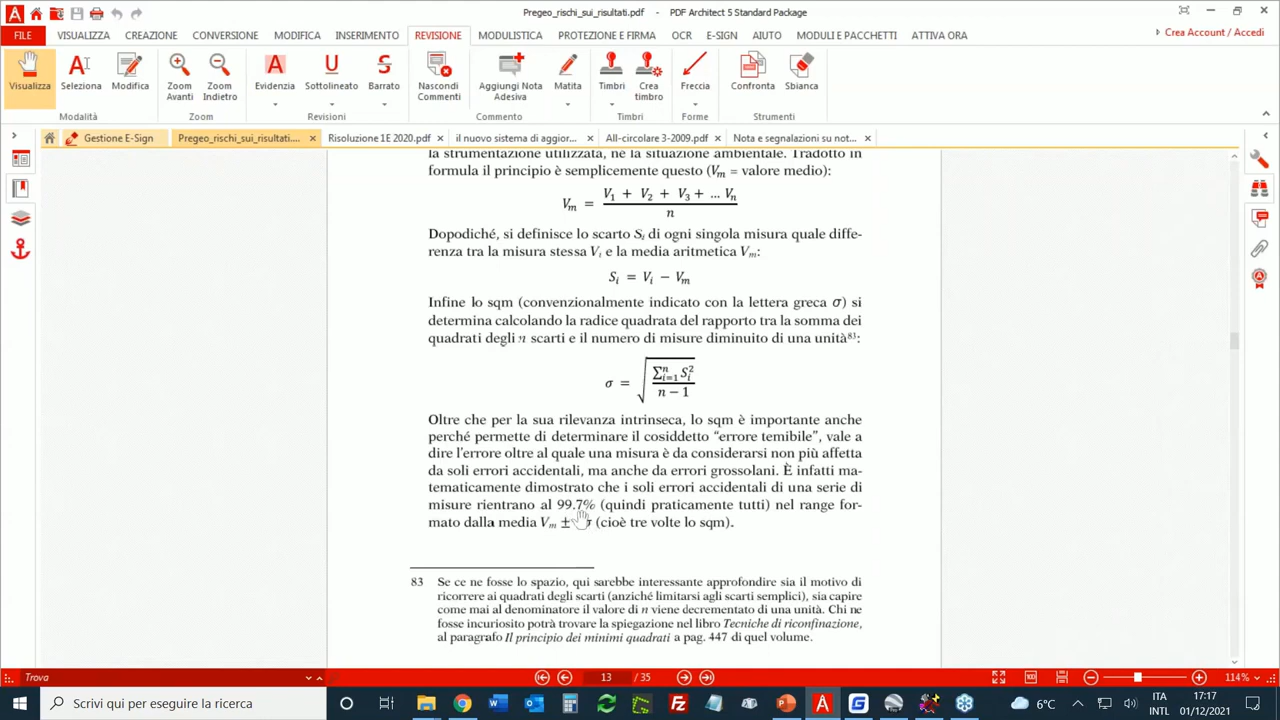 Pregeo_rischi_sui_risultati.pdf - PDF Architect 5 Standard Package
FILE VISUALIZZA CREAZIONE CONVERSIONE MODIFICA INSERIMENTO REVISIONE MODULISTICA PROTEZIONE E FIRMA OCR E-SIGN AIUTO MODULI E PACCHETTI ATTIVA ORA Crea Account / Accedi
Visualizza Seleziona Modifica Zoom Avanti Zoom Indietro Evidenzia Sottolineato Barrato Nascondi Commenti Aggiungi Nota Adesiva Matita Timbri Crea timbro Freccia Confronta Sbianca
Modalità Zoom Revisioni Commento Timbri Forme Strumenti
Gestione E-Sign Pregeo_rischi_sui_risultati.... Risoluzione 1E 2020.pdf il nuovo sistema di aggior... All-circolare 3-2009.pdf Nota e segnalazioni su not...
la strumentazione utilizzata, né la situazione ambientale. Tradotto in
formula il principio è semplicemente questo (Vm = valore medio):
Vm = V1 + V2 + V3 + ... Vn / n
Dopodiché, si definisce lo scarto Si di ogni singola misura quale diffe-
renza tra la misura stessa Vi e la media aritmetica Vm:
Si = Vi − Vm
Infine lo sqm (convenzionalmente indicato con la lettera greca σ) si
determina calcolando la radice quadrata del rapporto tra la somma dei
quadrati degli n scarti e il numero di misure diminuito di una unità83:
σ = √(∑ⁿi=1 Si² / n − 1)
Oltre che per la sua rilevanza intrinseca, lo sqm è importante anche
perché permette di determinare il cosiddetto “errore temibile”, vale a
dire l’errore oltre al quale una misura è da considerarsi non più affetta
da soli errori accidentali, ma anche da errori grossolani. È infatti ma-
tematicamente dimostrato che i soli errori accidentali di una serie di
misure rientrano al 99.7% (quindi praticamente tutti) nel range for-
mato dalla media Vm ± σ (cioè tre volte lo sqm).
83 Se ce ne fosse lo spazio, qui sarebbe interessante approfondire sia il motivo di
ricorrere ai quadrati degli scarti (anziché limitarsi agli scarti semplici), sia capire
come mai al denominatore il valore di n viene decrementato di una unità. Chi ne
fosse incuriosito potrà trovare la spiegazione nel libro Tecniche di riconfinazione,
al paragrafo Il principio dei minimi quadrati a pag. 447 di quel volume.
Trova 13 / 35 114%
Scrivi qui per eseguire la ricerca 6°C ITA 17:17
INTL 01/12/2021